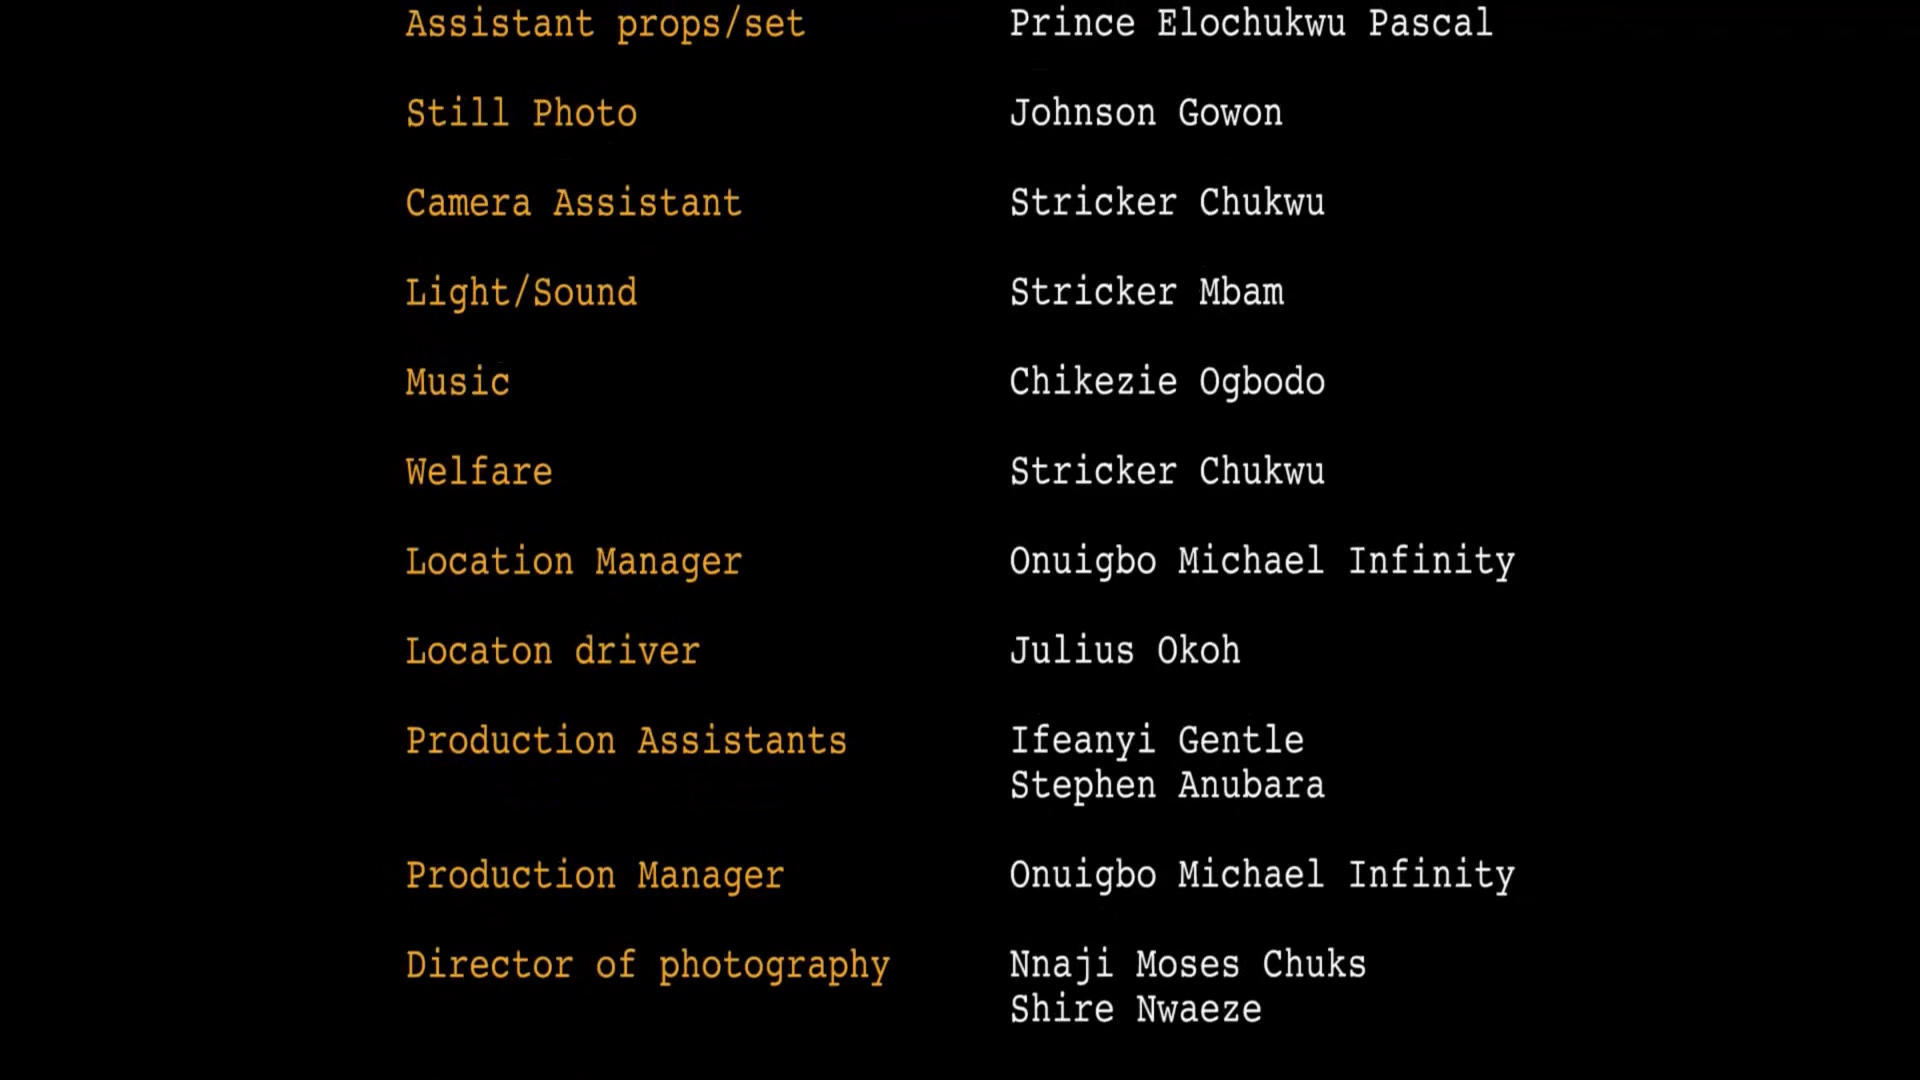 Assistant props/set Prince Elochukwu Pascal
Still Photo Johnson Gowon
Camera Assistant Stricker Chukwu
Light/Sound Stricker Mbam
Music Chikezie Ogbodo
Welfare Stricker Chukwu
Location Manager Onuigbo Michael Infinity
Locaton driver Julius Okoh
Production Assistants Ifeanyi Gentle
Stephen Anubara
Production Manager Onuigbo Michael Infinity
Director of photography Nnaji Moses Chuks
Shire Nwaeze